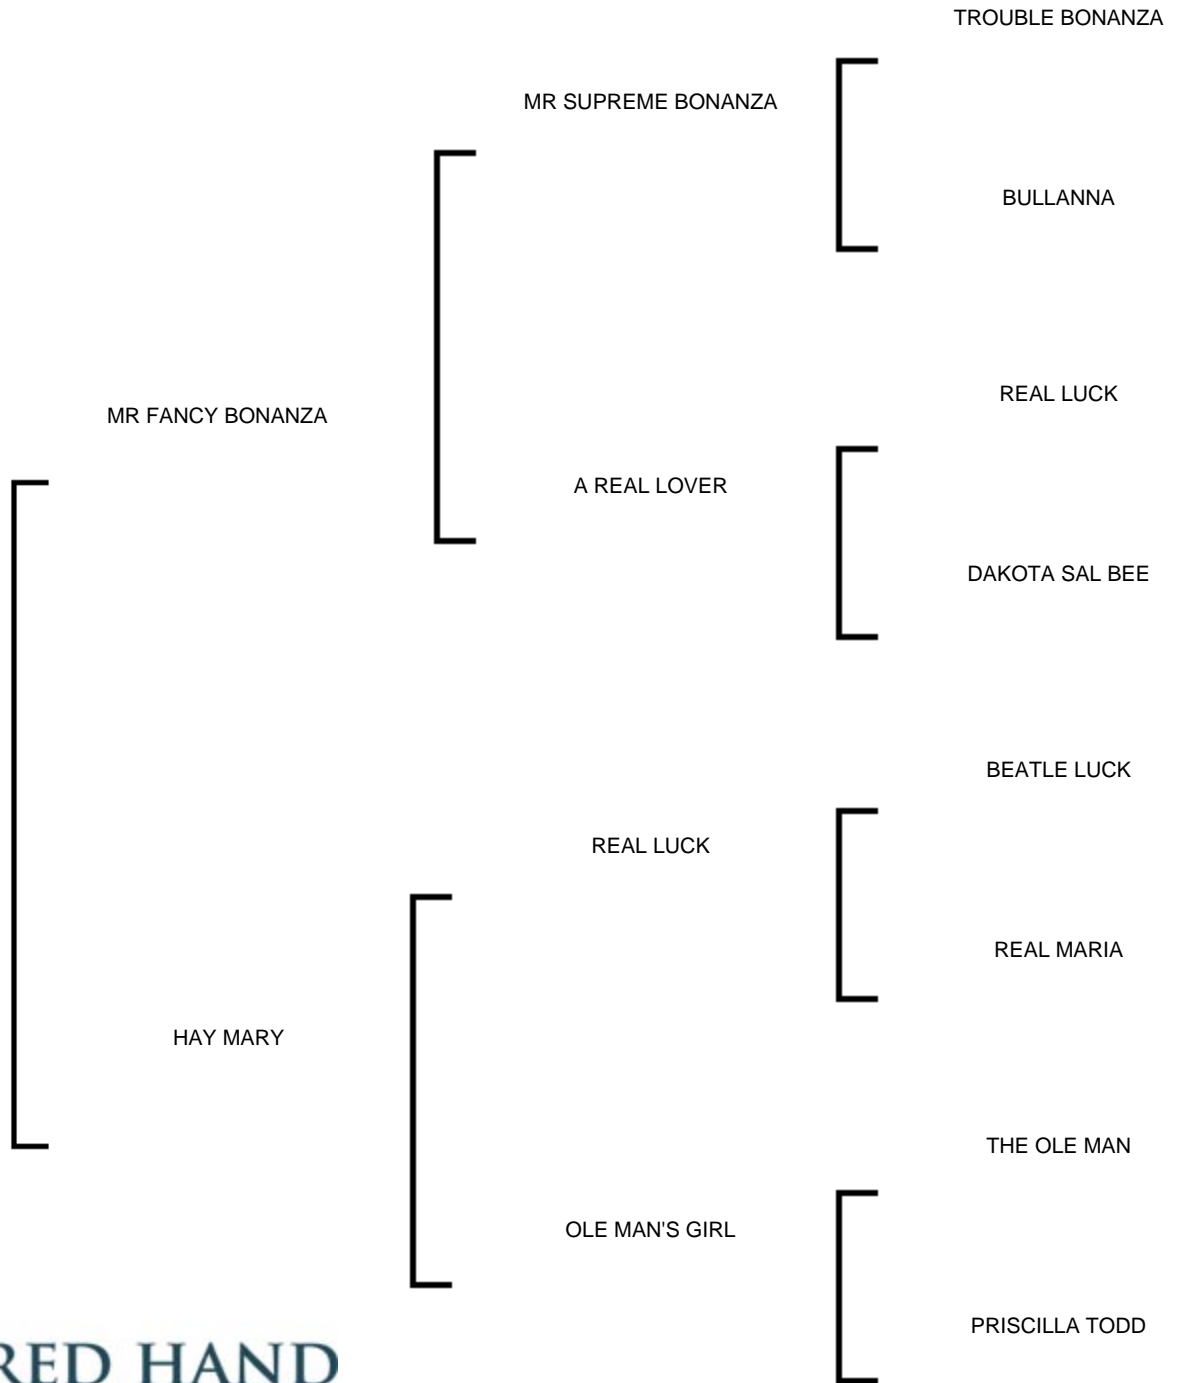 TROUBLE BONANZA
MR SUPREME BONANZA
BULLANNA
REAL LUCK
MR FANCY BONANZA
A REAL LOVER
DAKOTA SAL BEE
BEATLE LUCK
REAL LUCK
REAL MARIA
HAY MARY
THE OLE MAN
OLE MAN'S GIRL
PRISCILLA TODD
RED HAND